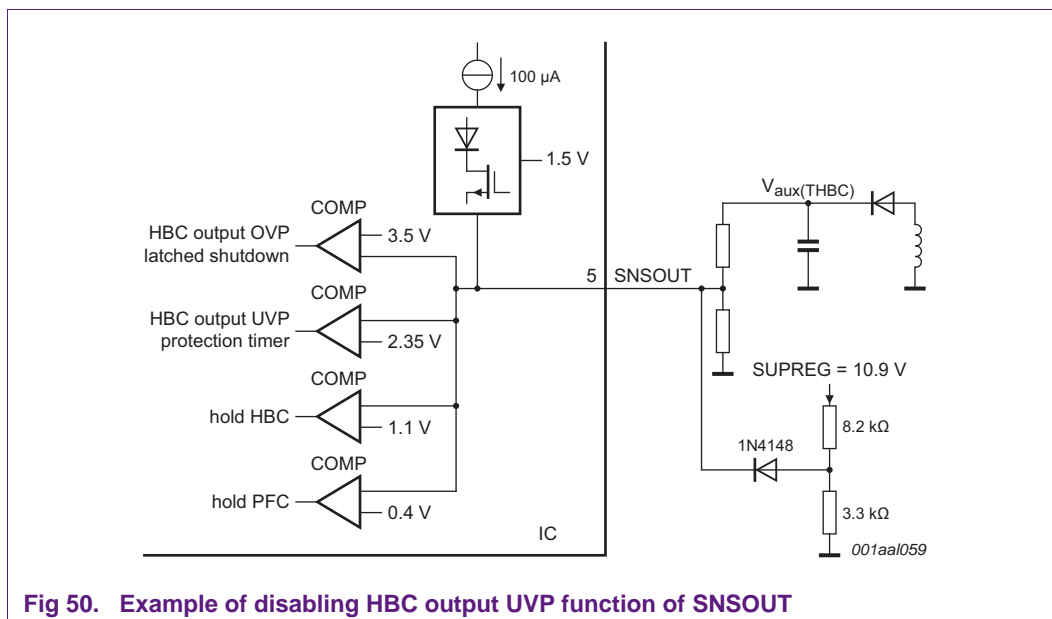 100 µA
1.5 V
COMP
HBC output OVP
latched shutdown
3.5 V
COMP
HBC output UVP
protection timer
2.35 V
COMP
hold HBC
1.1 V
COMP
hold PFC
0.4 V
IC
5
SNSOUT
Vaux(THBC)
SUPREG = 10.9 V
8.2 kΩ
1N4148
3.3 kΩ
001aal059
Fig 50. Example of disabling HBC output UVP function of SNSOUT